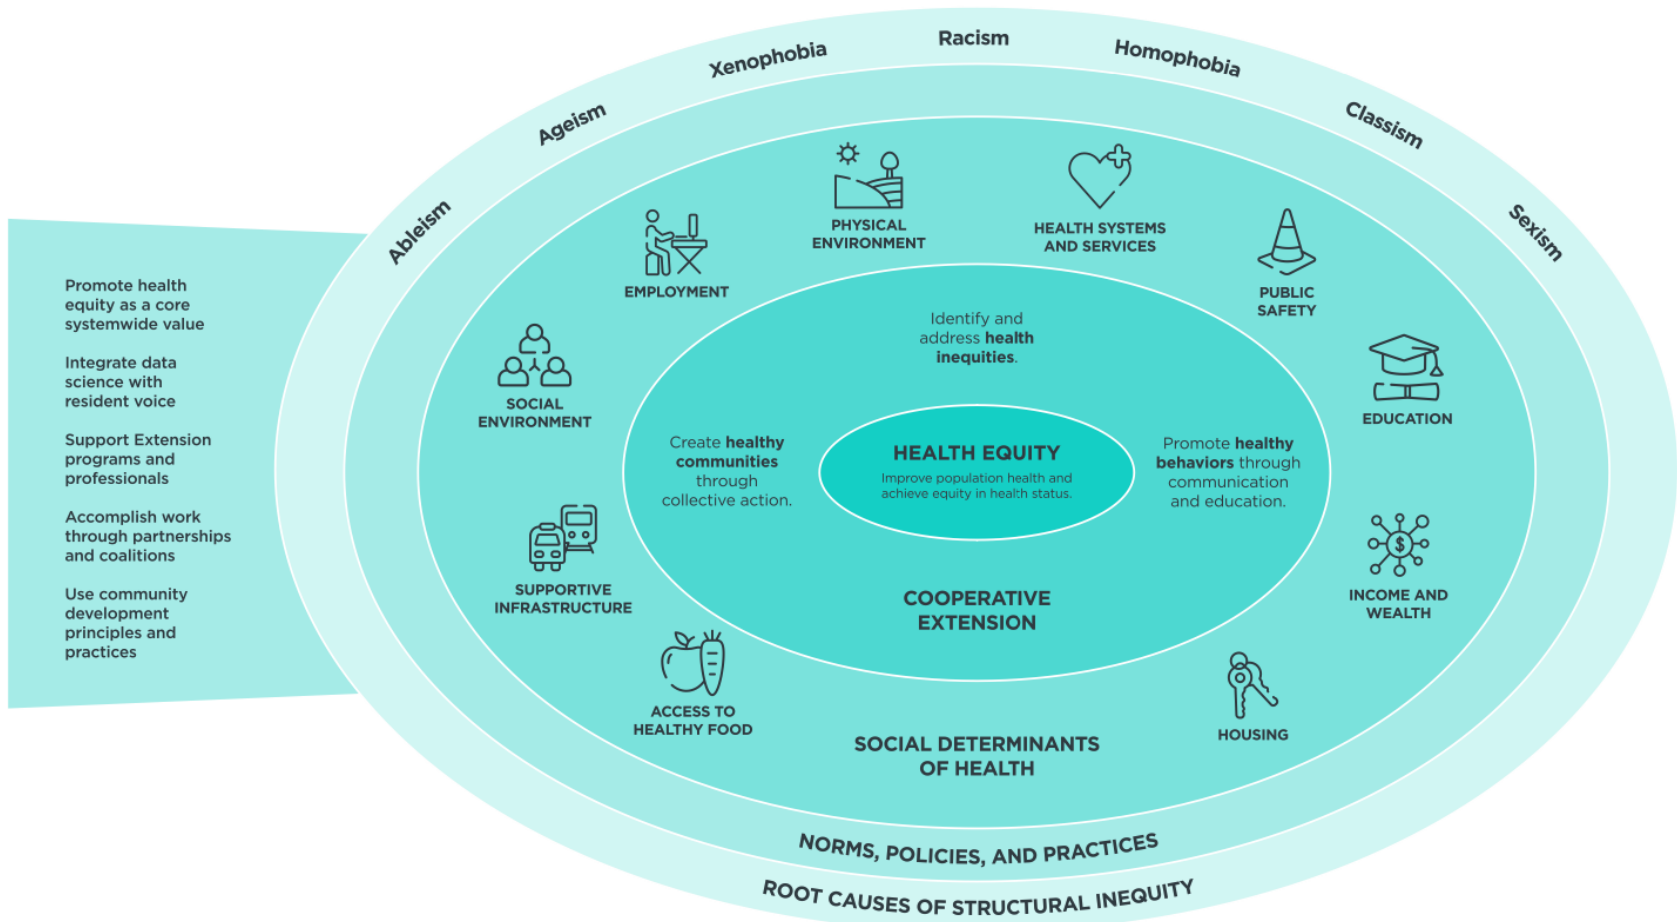 Promote health
equity as a core
systemwide value
Integrate data
science with
resident voice
Support Extension
programs and
professionals
Accomplish work
through partnerships
and coalitions
Use community
development
principles and
practices
Ableism
Ageism
Xenophobia
Racism
Homophobia
Classism
Sexism
PHYSICAL
ENVIRONMENT
HEALTH SYSTEMS
AND SERVICES
EMPLOYMENT
PUBLIC
SAFETY
SOCIAL
ENVIRONMENT
EDUCATION
SUPPORTIVE
INFRASTRUCTURE
$
INCOME AND
WEALTH
ACCESS TO
HEALTHY FOOD
HOUSING
Identify and
address health
inequities.
Create healthy
communities
through
collective action.
HEALTH EQUITY
Improve population health and
achieve equity in health status.
Promote healthy
behaviors through
communication
and education.
COOPERATIVE
EXTENSION
SOCIAL DETERMINANTS
OF HEALTH
NORMS, POLICIES, AND PRACTICES
ROOT CAUSES OF STRUCTURAL INEQUITY